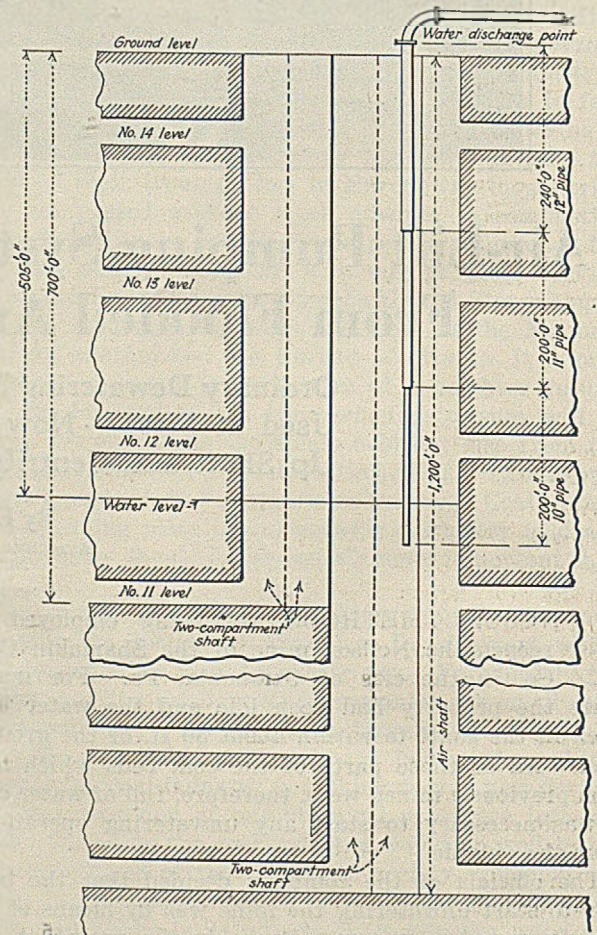 Water discharge point
Ground level
No. 14 level
240'-0"
12" pipe
505'-0"
700'-0"
No. 13 level
200'-0"
11" pipe
No. 12 level
1,200'-0"
200'-0"
10" pipe
Water level
No. 11 level
Two-compartment
shaft
Air shaft
Two-compartment
shaft